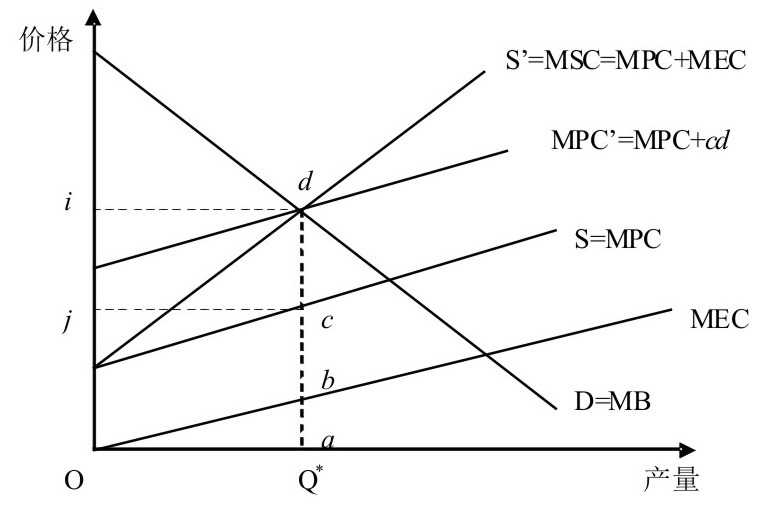 价格
S’=MSC=MPC+MEC
MPC’=MPC+cd
d
i
S=MPC
j
c
MEC
b
D=MB
a
O
Q*
产量